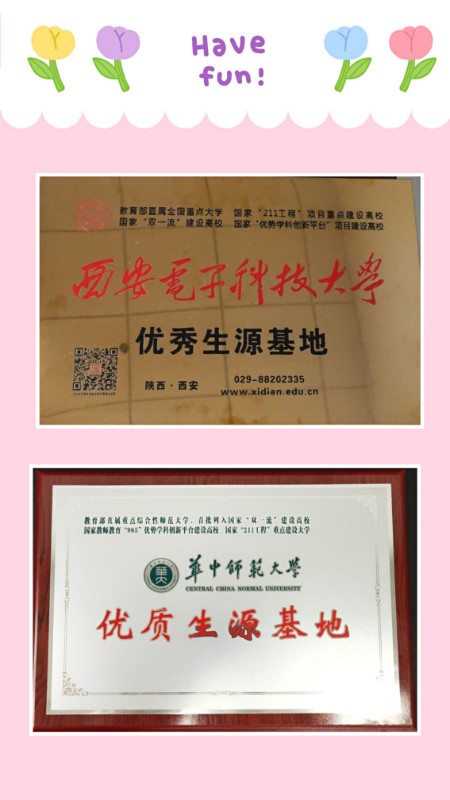 Have
fun!
教育部直属全国重点大学 国家“211工程”项目重点建设高校
国家“双一流”建设高校 国家“优势学科创新平台”项目建设高校
西安電子科技大學
优秀生源基地
陕西·西安
029-88202335
www.xidian.edu.cn
教育部直属重点综合性师范大学、首批列入国家“双一流”建设高校
国家教师教育“985”优势学科创新平台建设高校、国家“211工程”重点建设大学
華中师范大學
CENTRAL CHINA NORMAL UNIVERSITY
优质生源基地